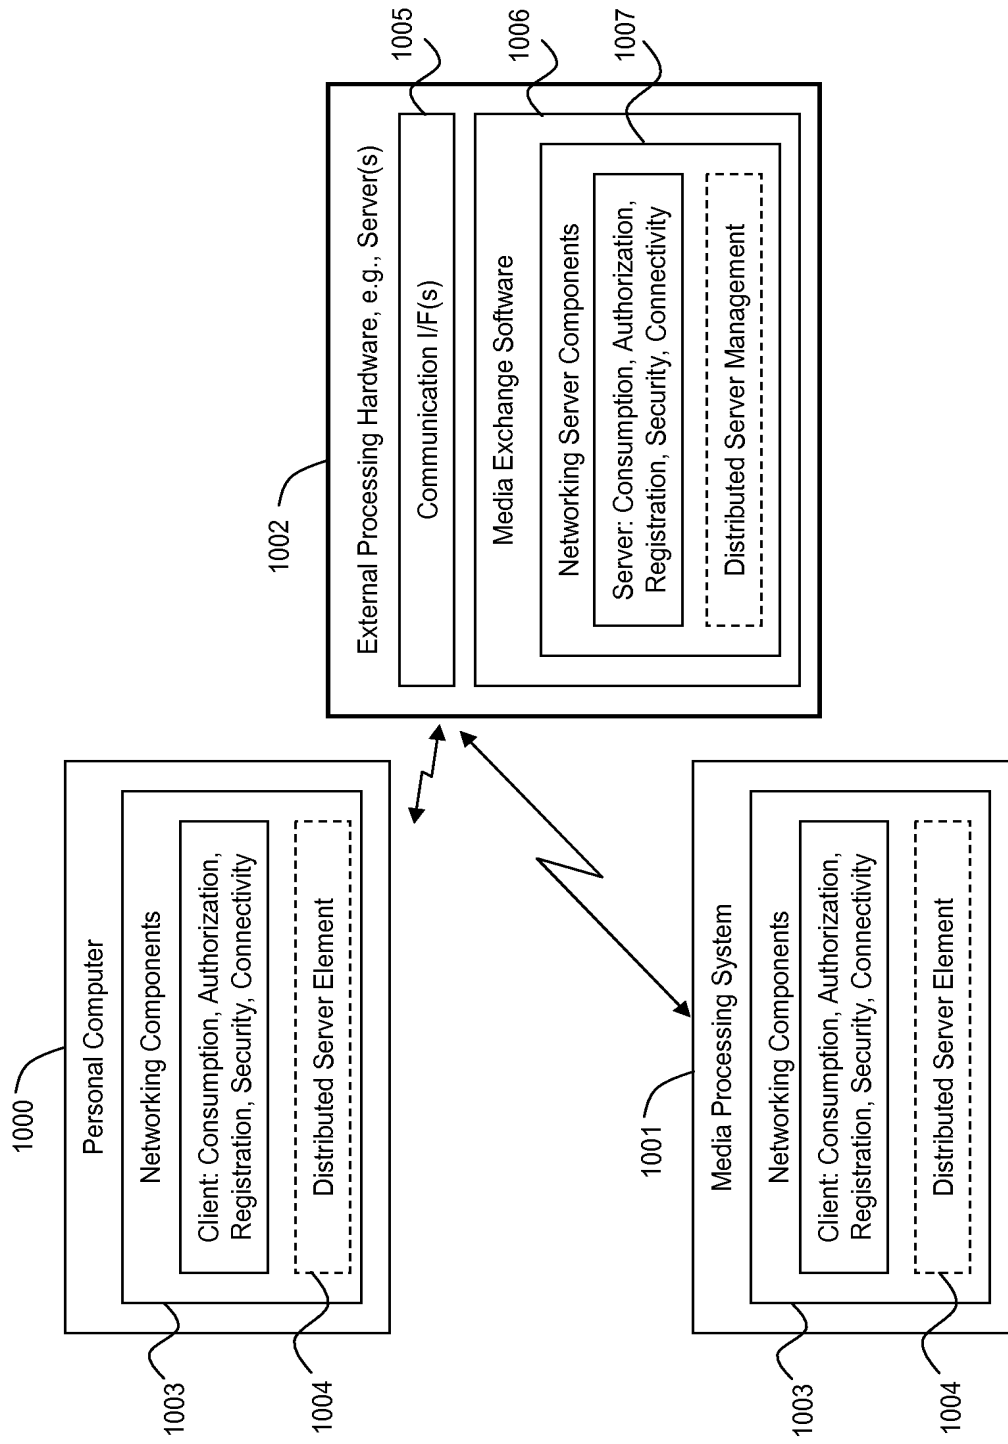 1000
Personal Computer
Networking Components
Client: Consumption, Authorization,
Registration, Security, Connectivity
Distributed Server Element
1003
1004
1002
External Processing Hardware, e.g., Server(s)
Communication I/F(s)
Media Exchange Software
Networking Server Components
Server: Consumption, Authorization,
Registration, Security, Connectivity
Distributed Server Management
1005
1006
1007
1001
Media Processing System
Networking Components
Client: Consumption, Authorization,
Registration, Security, Connectivity
Distributed Server Element
1003
1004